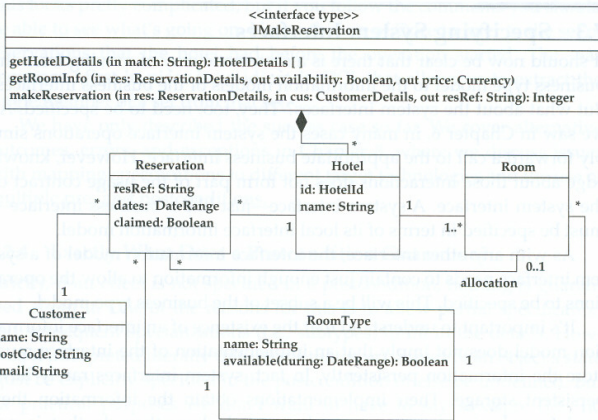 <<interface type>>
IMakeReservation
getHotelDetails (in match: String): HotelDetails [ ]
getRoomInfo (in res: ReservationDetails, out availability: Boolean, out price: Currency)
makeReservation (in res: ReservationDetails, in cus: CustomerDetails, out resRef: String): Integer
*
Reservation
Hotel
Room
resRef: String
dates: DateRange
claimed: Boolean
id: HotelId
name: String
*
*
1
1
1..*
*
*
*
0..1
allocation
1
Customer
name: String
postCode: String
email: String
RoomType
name: String
available(during: DateRange): Boolean
1
1